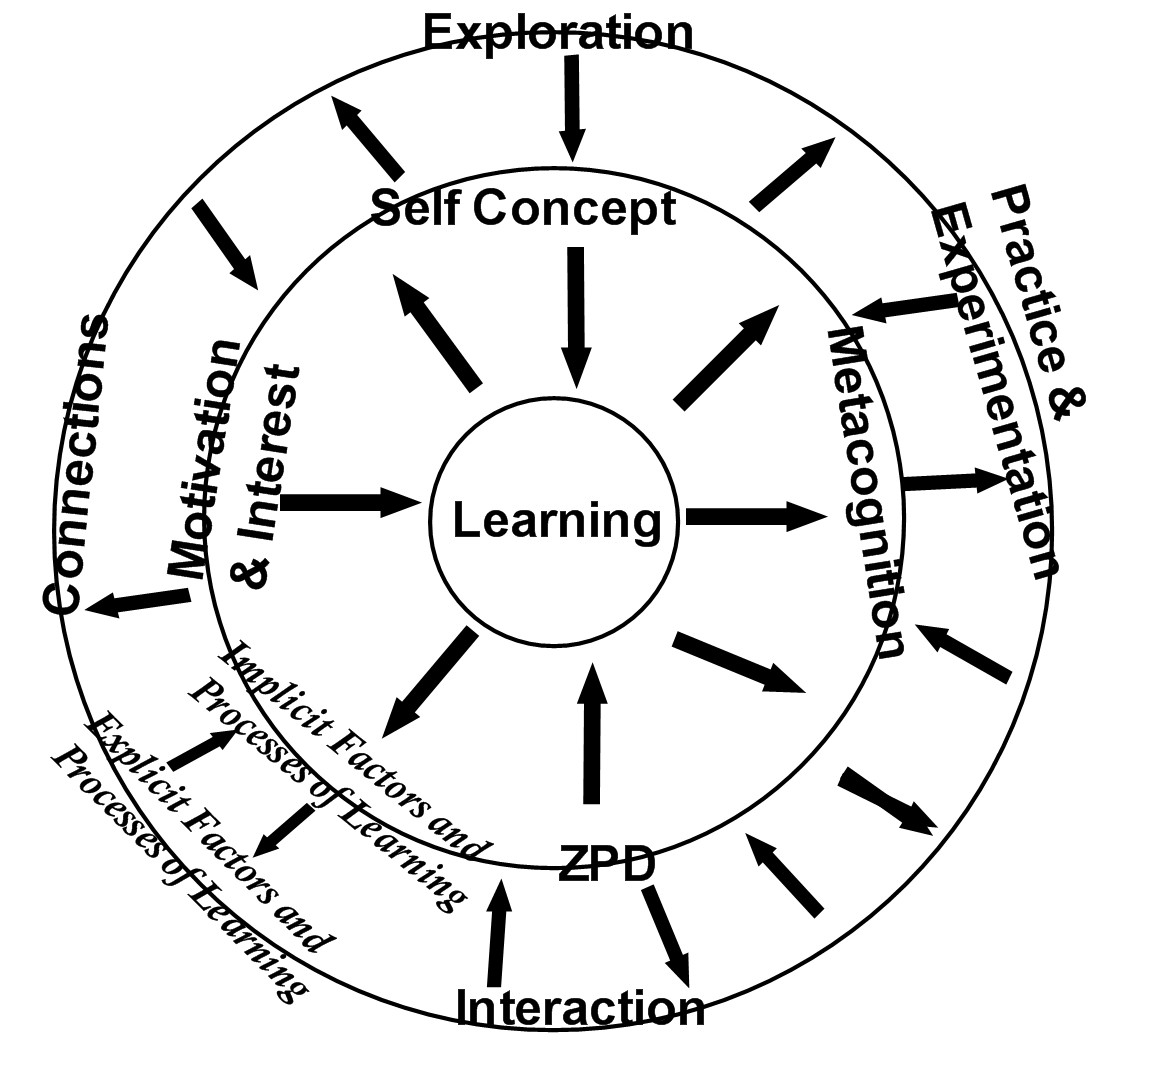 Exploration
Self Concept
Practice &
Experimentation
Metacognition
Connections
Motivation
& Interest
Learning
Implicit Factors and
Processes of Learning
Explicit Factors and
Processes of Learning
ZPD
Interaction